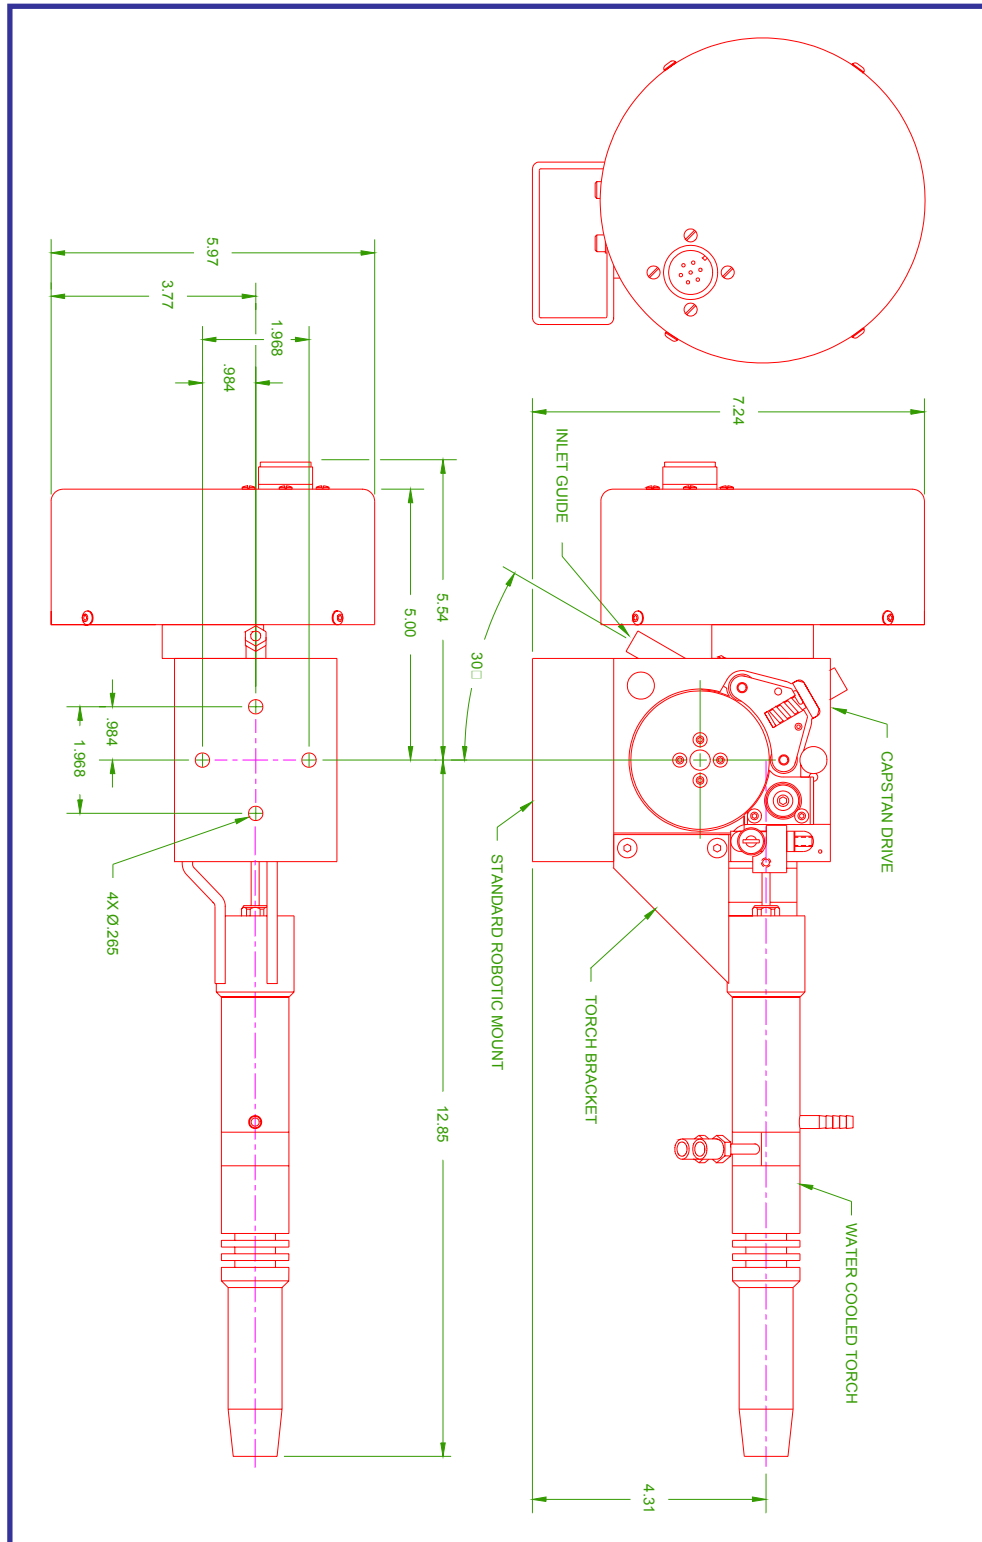 5.97
3.77
1.968
.984
7.24
INLET GUIDE
5.54
5.00
30□
.984
1.968
CAPSTAN DRIVE
4X Ø.265
STANDARD ROBOTIC MOUNT
TORCH BRACKET
12.85
WATER COOLED TORCH
4.31